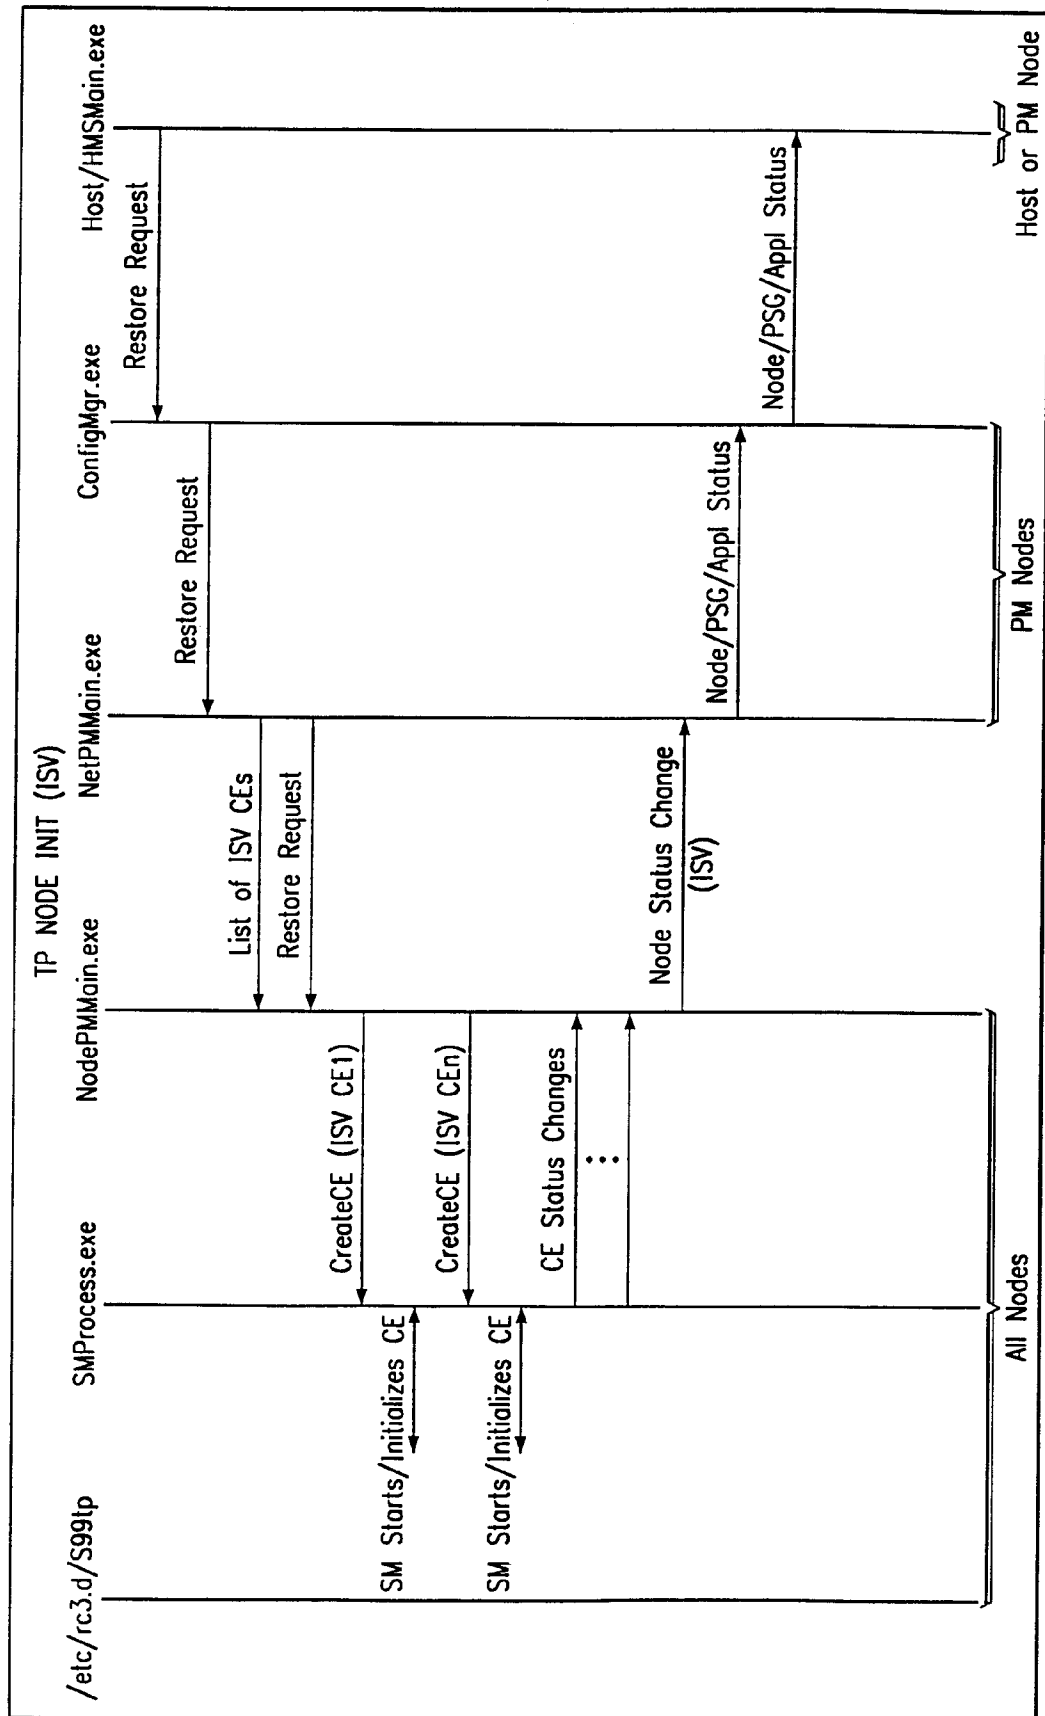 TP NODE INIT (ISV)
/etc/rc3.d/S99tp
SMProcess.exe
NodePMMain.exe
NetPMMain.exe
ConfigMgr.exe
Host/HMSMain.exe
Restore Request
Restore Request
List of ISV CEs
Restore Request
CreateCE (ISV CE1)
SM Starts/Initializes CE
CreateCE (ISV CEn)
SM Starts/Initializes CE
CE Status Changes
Node Status Change
(ISV)
Node/PSG/Appl Status
Node/PSG/Appl Status
All Nodes
PM Nodes
Host or PM Node